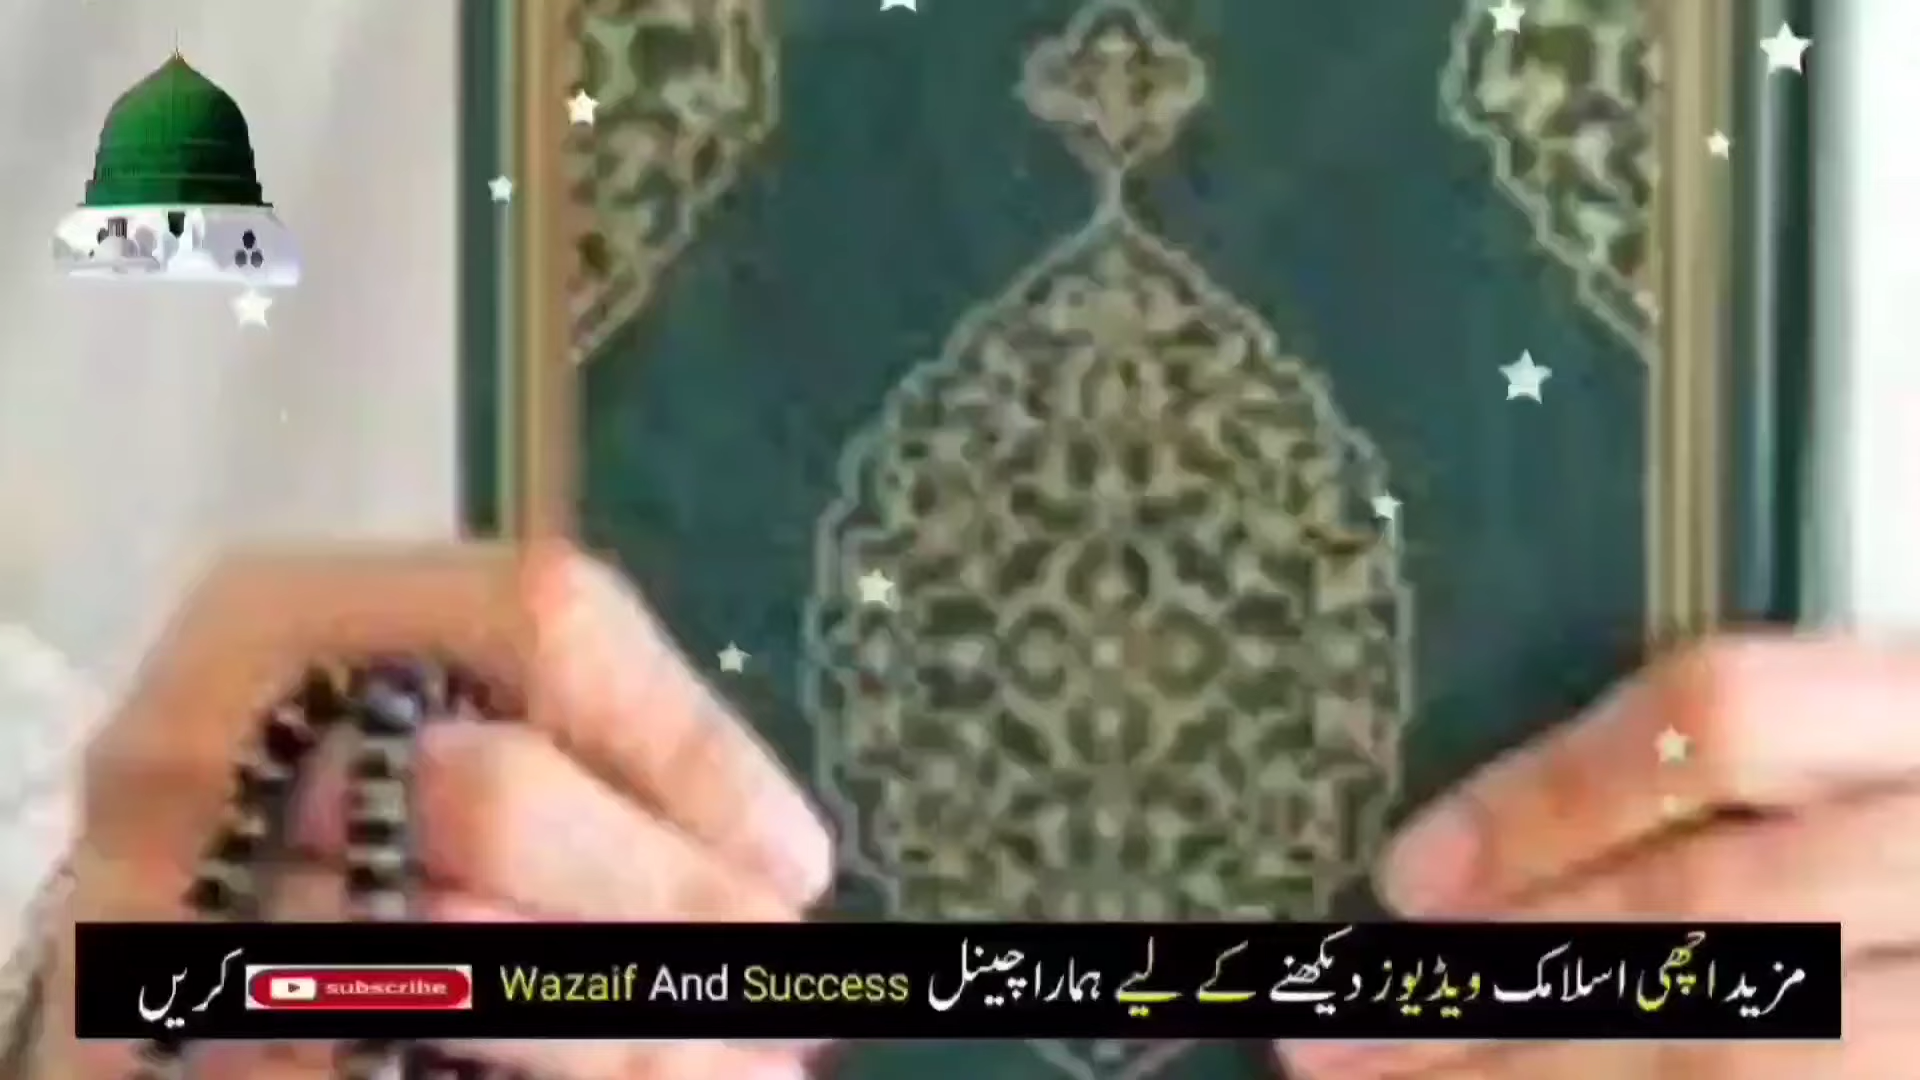 مزید اچھی اسلامک ویڈیوز دیکھنے کے لیے ہمارا چینل Wazaif And Success subscribe کریں